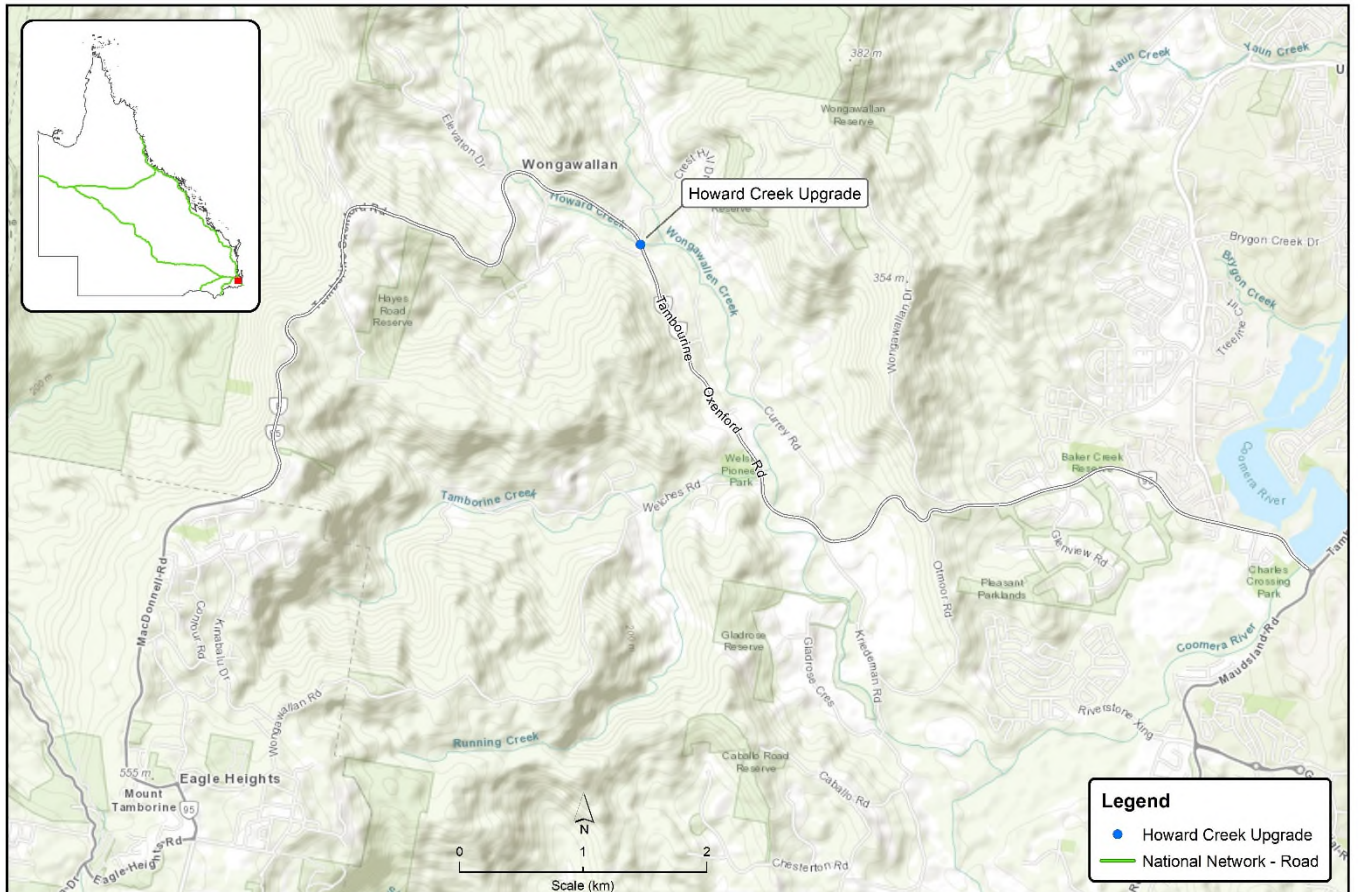 382 m
Yaun Creek
Yaun Creek
Wongawallan
Reserve
Elevation Dr
Wongawallan
Howard Creek Upgrade
Howard Creek
Wongawallen Creek
Reserve
Brygon Creek Dr
Brygon Creek
354 m
Hayes
Road
Reserve
Tambourine
Wongawallan Dr
Oxenford
Rd
200 m
Currey Rd
Baker Creek
Reserve
Coomera River
Pioneer
Park
95
Tamborine Creek
Welches Rd
Glenview Rd
Charles
Crossing
Park
Otmoor Rd
Pleasant
Parklands
MacDonnell-Rd
Contour Rd
Kinabalu Dr
Gladrose
Reserve
Gladrose Cres
Kriedeman Rd
Coomera River
Maudsland-Rd
Wongawallan Rd
Riverstone Xing
Running Creek
Caballo Road
Reserve
Caballo Rd
555 m
Eagle Heights
Mount
Tamborine
95
Eagle-Heights-Rd
Chesterton Rd
N
0 1 2
Scale (km)
Legend
Howard Creek Upgrade
National Network - Road